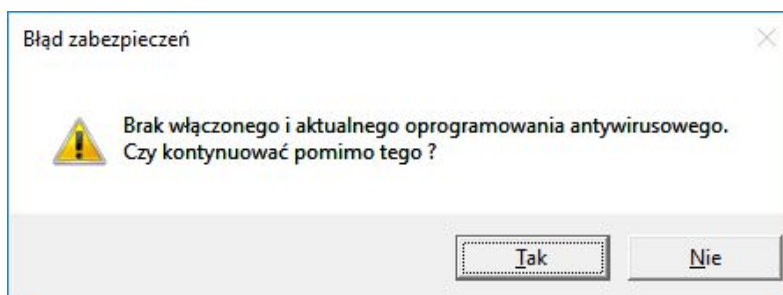 Błąd zabezpieczeń
Brak włączonego i aktualnego oprogramowania antywirusowego.
Czy kontynuować pomimo tego ?
Tak
Nie